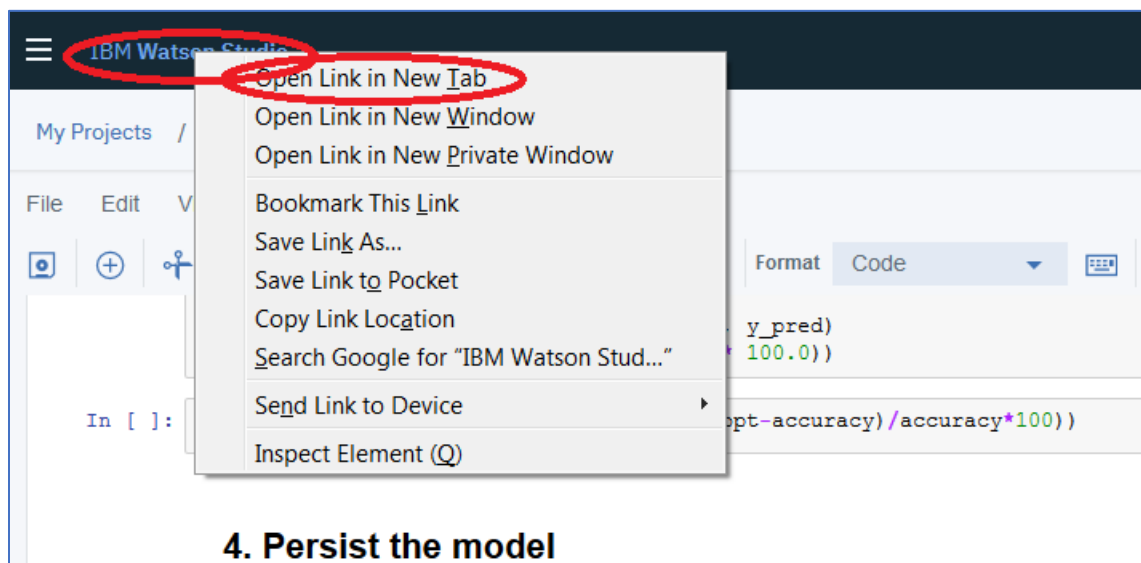 IBM Watson Studio
Open Link in New Tab
Open Link in New Window
My Projects /
Open Link in New Private Window
File Edit V
Bookmark This Link
Save Link As...
Format Code
Save Link to Pocket
Copy Link Location
y_pred)
Search Google for "IBM Watson Stud..."
* 100.0))
Send Link to Device
In [ ]:
opt-accuracy)/accuracy*100))
Inspect Element (Q)
4. Persist the model